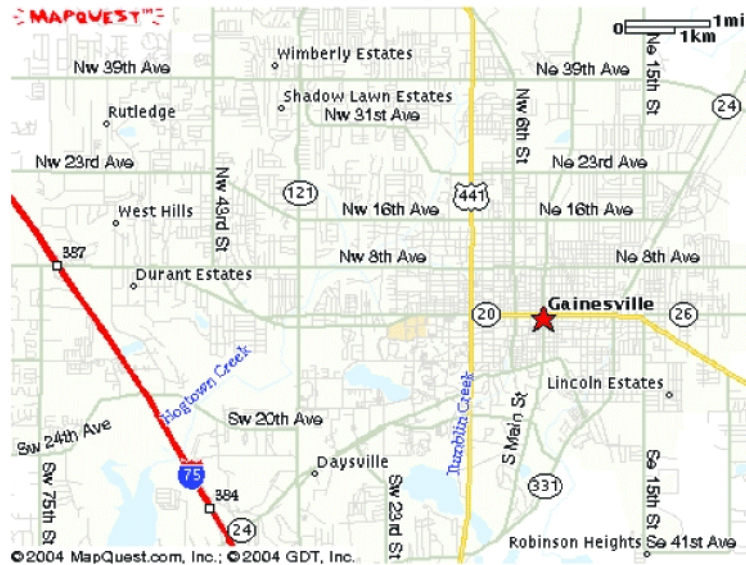 MAPQUEST
0 1mi
1km
Wimberly Estates
Nw 39th Ave
Ne 39th Ave
Ne 15th St
Rutledge
Shadow Lawn Estates
24
Nw 31st Ave
Nw 6th St
Nw 23rd Ave
Ne 23rd Ave
Nw 43rd St
121
441
West Hills
Nw 16th Ave
Ne 16th Ave
387
Nw 8th Ave
Ne 8th Ave
Durant Estates
Gainesville
20
26
Hogtown Creek
Tumblin Creek
Lincoln Estates
Sw 20th Ave
S Main St
Sw 24th Ave
Daysville
75
Sw 75th St
384
Sw 23rd St
331
Se 15th St
24
Robinson Heights
Se 41st Ave
©2004 MapQuest.com, Inc.; ©2004 GDT, Inc.